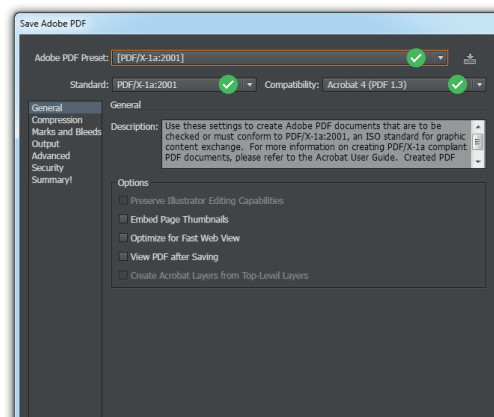 Save Adobe PDF
Adobe PDF Preset: [PDF/X-1a:2001]
Standard: PDF/X-1a:2001 Compatibility: Acrobat 4 (PDF 1.3)
General
Compression
Marks and Bleeds
Output
Advanced
Security
Summary!
General
Description: Use these settings to create Adobe PDF documents that are to be
checked or must conform to PDF/X-1a:2001, an ISO standard for graphic
content exchange. For more information on creating PDF/X-1a compliant
PDF documents, please refer to the Acrobat User Guide. Created PDF
Options
Preserve Illustrator Editing Capabilities
Embed Page Thumbnails
Optimize for Fast Web View
View PDF after Saving
Create Acrobat Layers from Top-Level Layers